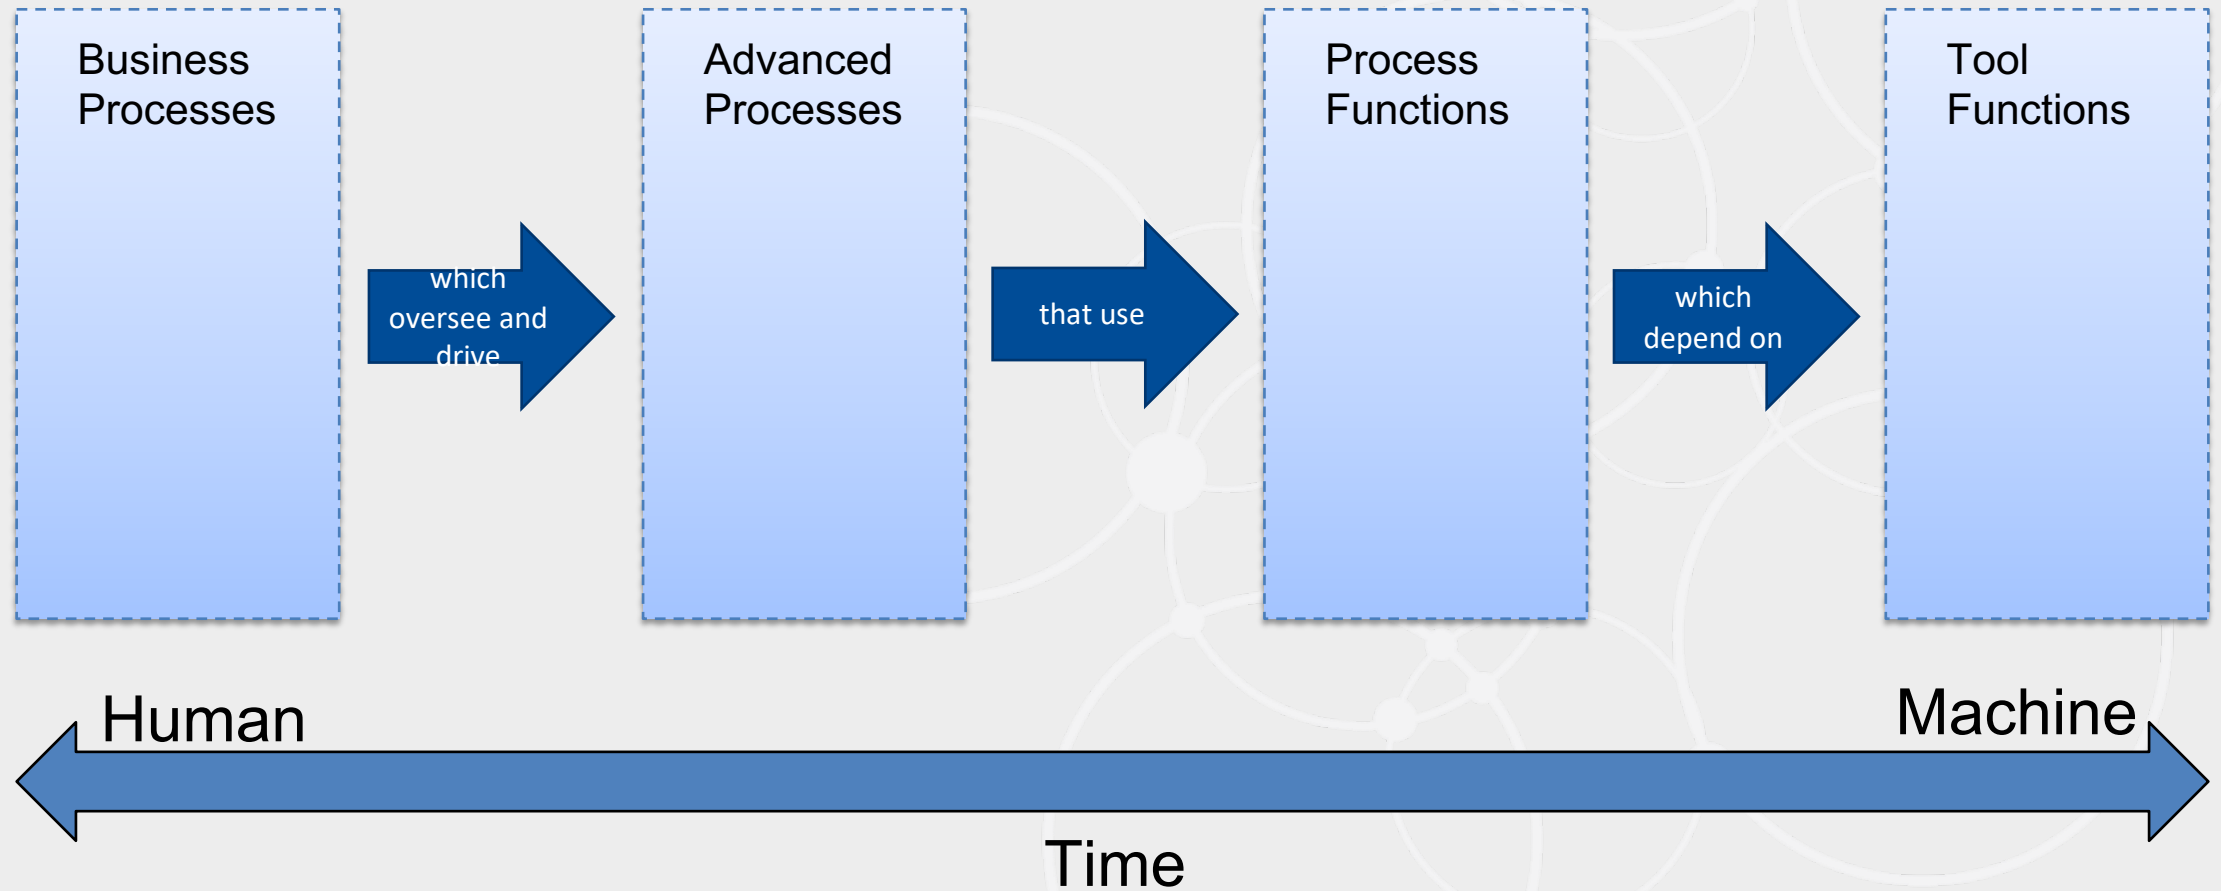 Business
Processes
which
oversee and
drive
Advanced
Processes
that use
Process
Functions
which
depend on
Tool
Functions
Human
Machine
Time